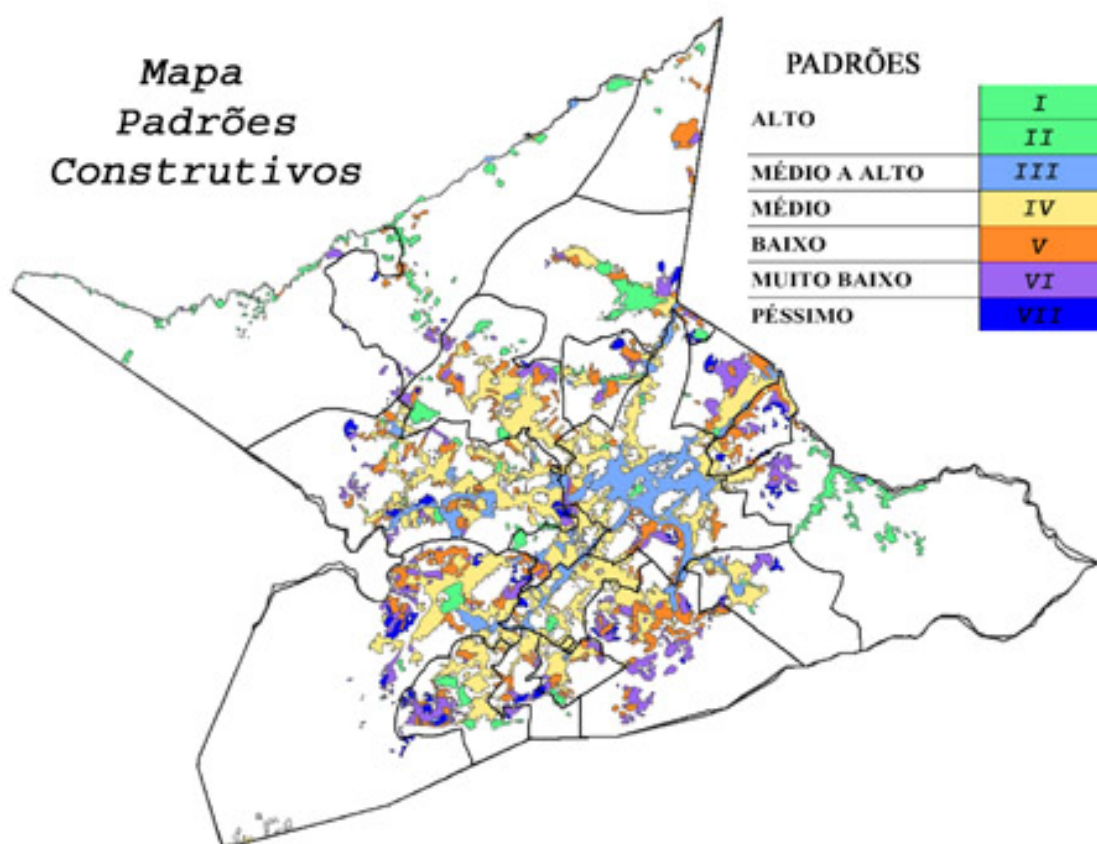 Mapa
Padrões
Construtivos
PADRÕES
ALTO
I
II
MÉDIO A ALTO III
MÉDIO IV
BAIXO V
MUITO BAIXO VI
PÉSSIMO VII